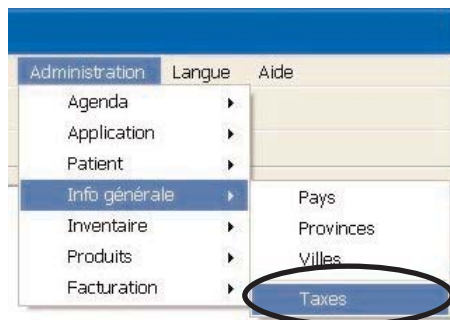 Administration Langue Aide
Agenda
Application
Patient
Info générale
Inventaire
Produits
Facturation
Pays
Provinces
Villes
Taxes